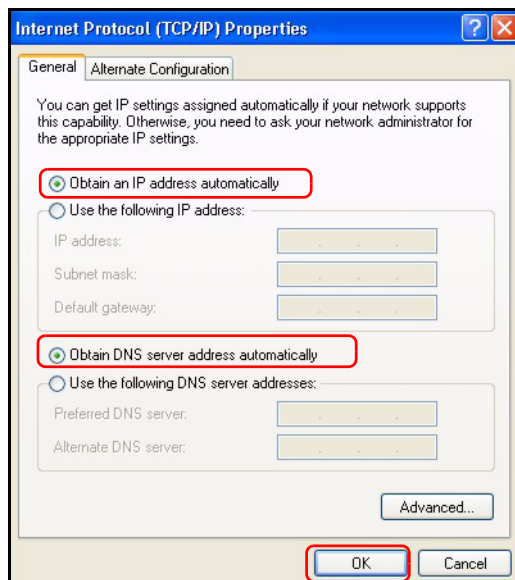 Internet Protocol (TCP/IP) Properties
General Alternate Configuration
You can get IP settings assigned automatically if your network supports
this capability. Otherwise, you need to ask your network administrator for
the appropriate IP settings.
Obtain an IP address automatically
Use the following IP address:
IP address:
Subnet mask:
Default gateway:
Obtain DNS server address automatically
Use the following DNS server addresses:
Preferred DNS server:
Alternate DNS server:
Advanced...
OK Cancel